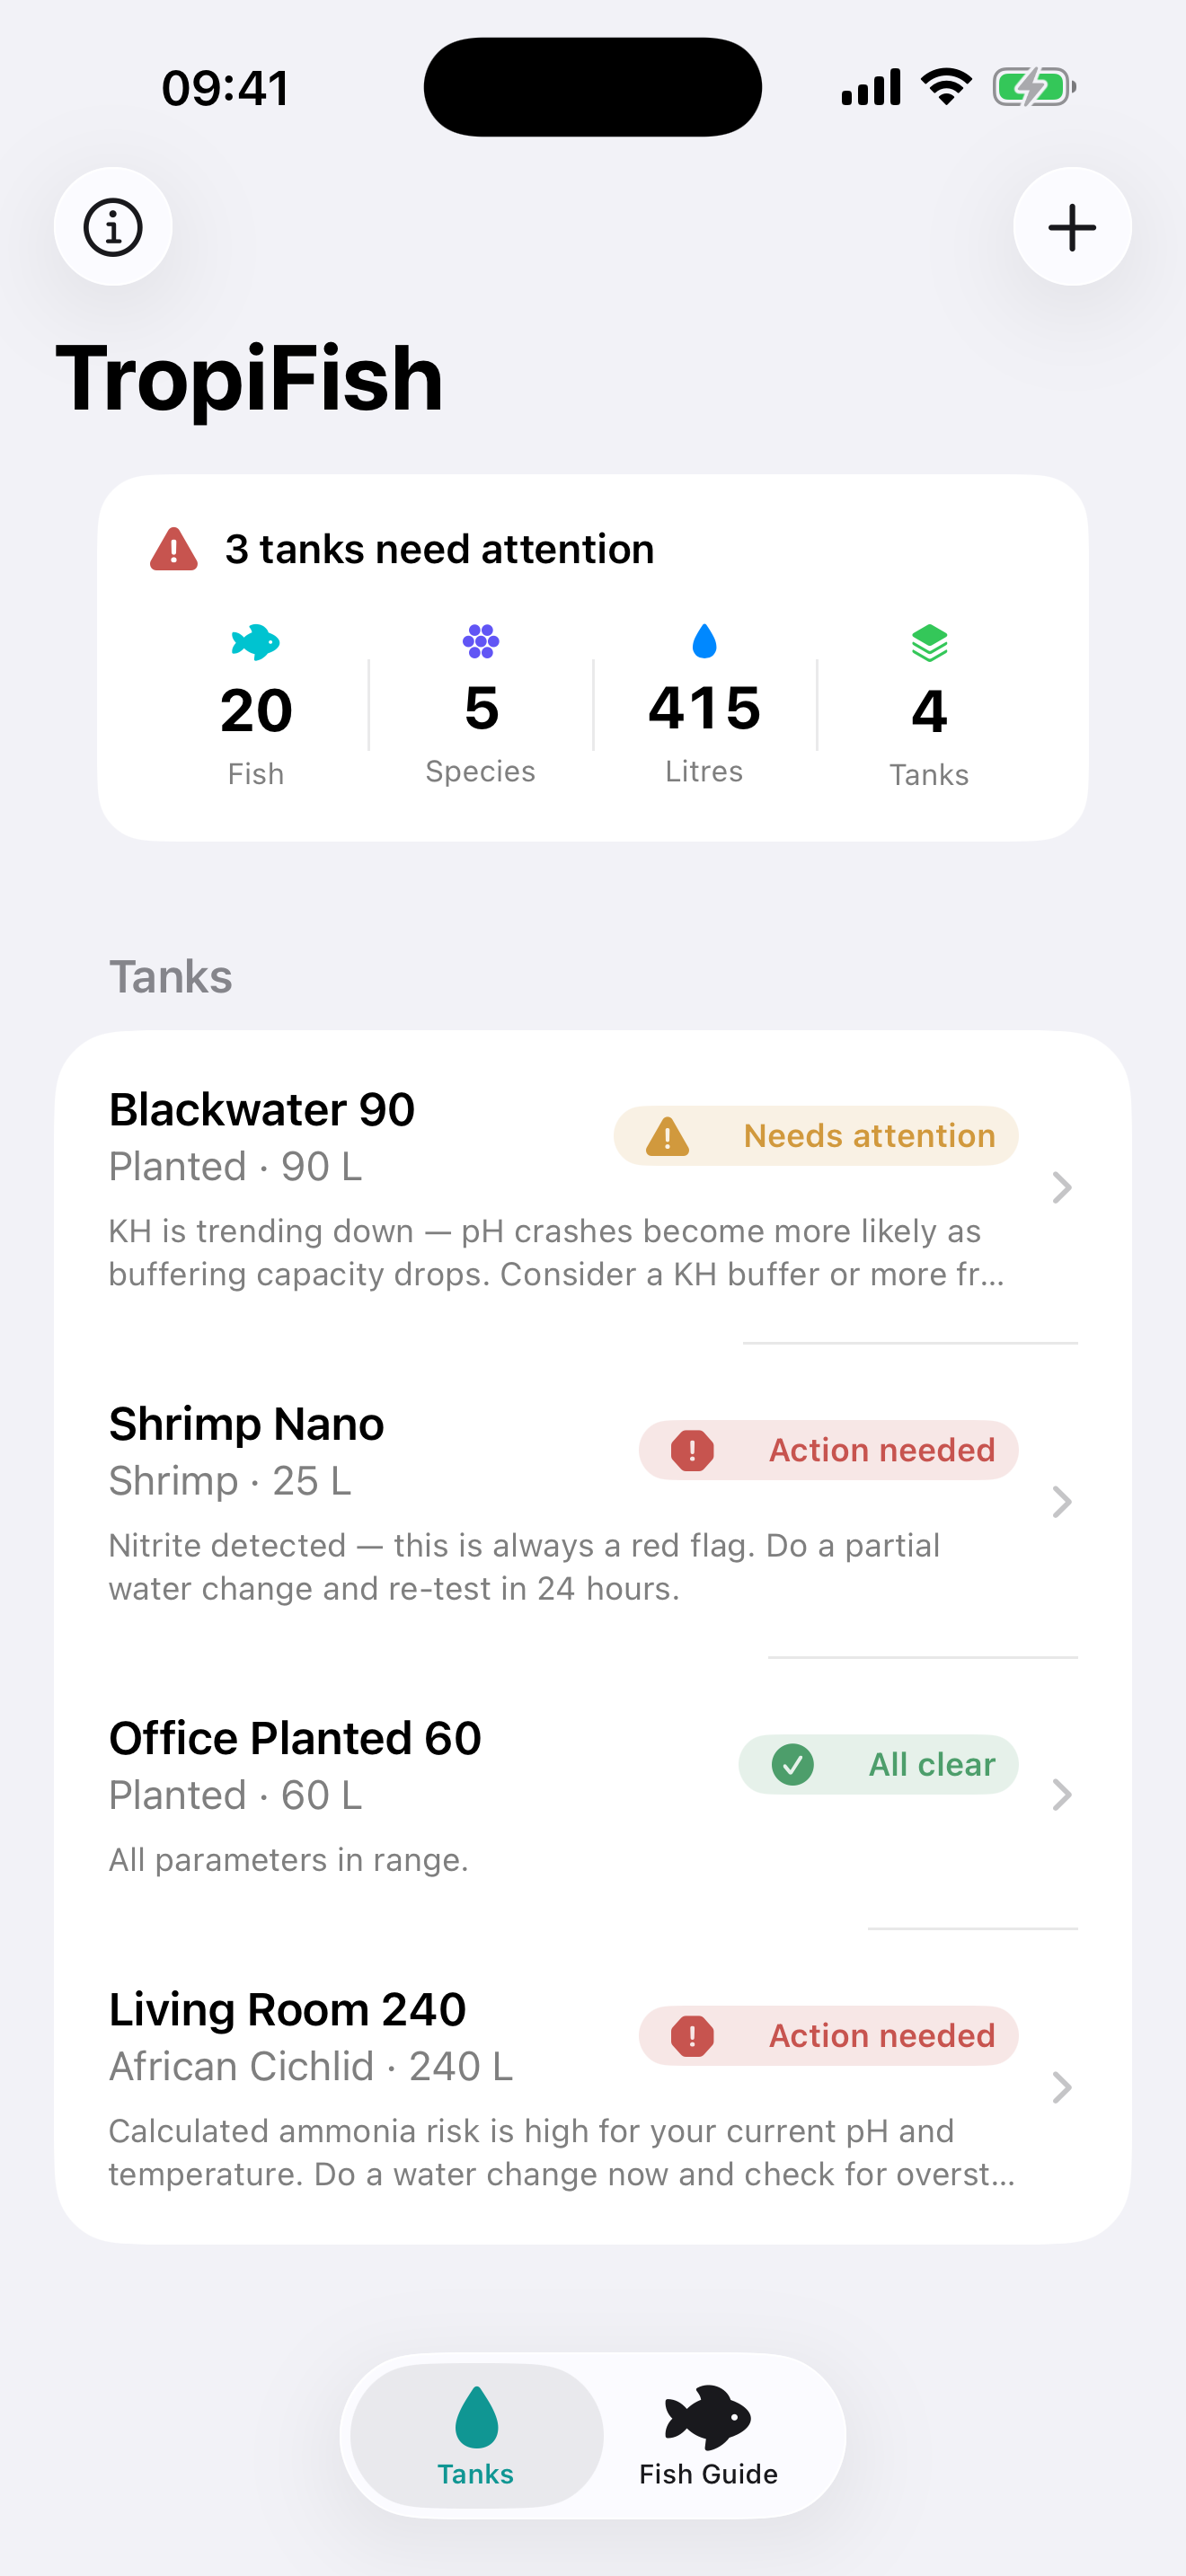 09:41
TropiFish
3 tanks need attention
20
Fish
5
Species
415
Litres
4
Tanks
Tanks
Blackwater 90
Needs attention
Planted · 90 L
KH is trending down — pH crashes become more likely as
buffering capacity drops. Consider a KH buffer or more fr...
Shrimp Nano
Action needed
Shrimp · 25 L
Nitrite detected — this is always a red flag. Do a partial
water change and re-test in 24 hours.
Office Planted 60
All clear
Planted · 60 L
All parameters in range.
Living Room 240
Action needed
African Cichlid · 240 L
Calculated ammonia risk is high for your current pH and
temperature. Do a water change now and check for overst...
Tanks
Fish Guide